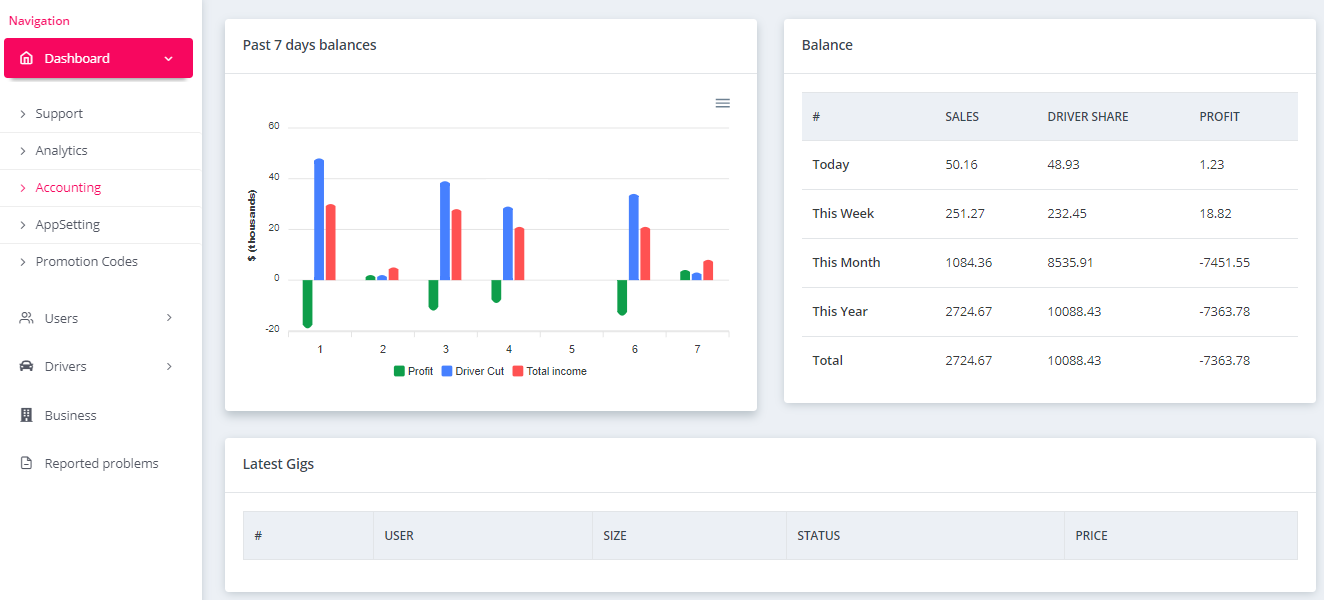 Navigation
Dashboard
Support
Analytics
Accounting
AppSetting
Promotion Codes
Users
Drivers
Business
Reported problems
Past 7 days balances
$ (thousands)
60
40
20
0
-20
1 2 3 4 5 6 7
Profit Driver Cut Total income
Balance
# SALES DRIVER SHARE PROFIT
Today 50.16 48.93 1.23
This Week 251.27 232.45 18.82
This Month 1084.36 8535.91 -7451.55
This Year 2724.67 10088.43 -7363.78
Total 2724.67 10088.43 -7363.78
Latest Gigs
# USER SIZE STATUS PRICE